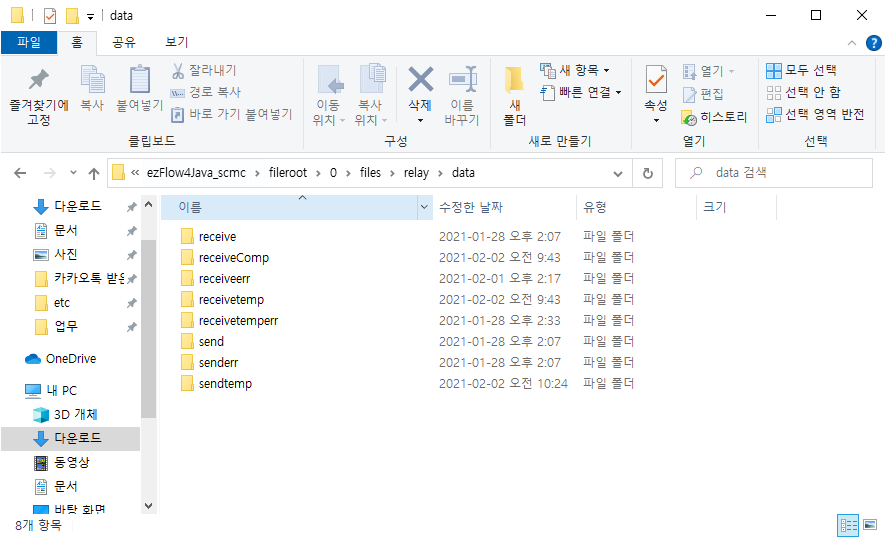 data
파일 홈 공유 보기
즐겨찾기에 고정
복사
붙여넣기
잘라내기
경로 복사
바로 가기 붙여넣기
클립보드
이동 위치
복사 위치
삭제
이름 바꾸기
구성
새 폴더
새 항목
빠른 연결
새로 만들기
속성
열기
편집
히스토리
열기
모두 선택
선택 안 함
선택 영역 반전
선택
« ezFlow4Java_scmc › fileroot › 0 › files › relay › data
data 검색
다운로드
문서
사진
카카오톡 받은
etc
업무
OneDrive
내 PC
3D 개체
다운로드
동영상
문서
바탕 화면
이름 수정한 날짜 유형 크기
receive 2021-01-28 오후 2:07 파일 폴더
receiveComp 2021-02-02 오전 9:43 파일 폴더
receiveerr 2021-02-01 오후 2:17 파일 폴더
receivetemp 2021-02-02 오전 9:43 파일 폴더
receivetemperr 2021-01-28 오후 2:33 파일 폴더
send 2021-01-28 오후 2:07 파일 폴더
senderr 2021-01-28 오후 2:07 파일 폴더
sendtemp 2021-02-02 오전 10:24 파일 폴더
8개 항목